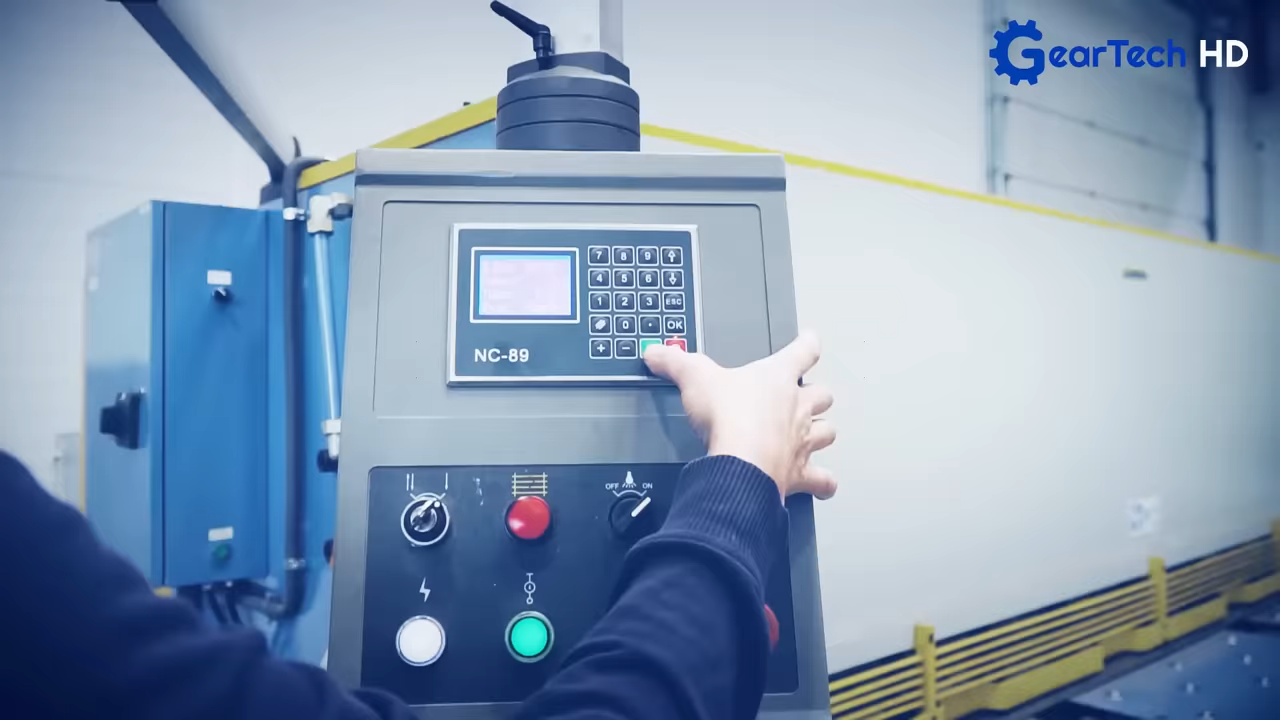 GearTech HD
7 8 9
4 5 6
1 2 3 ESC
0 . OK
+ −
NC-89
OFF ON